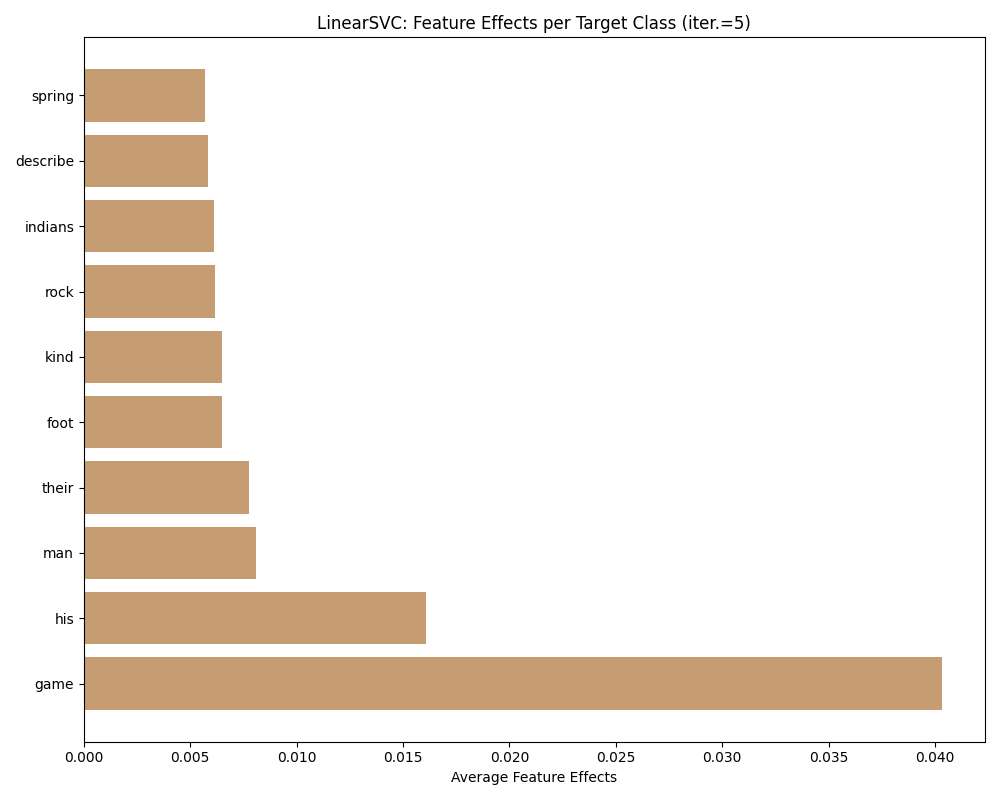 LinearSVC: Feature Effects per Target Class (iter.=5)
spring
describe
indians
rock
kind
foot
their
man
his
game
0.000 0.005 0.010 0.015 0.020 0.025 0.030 0.035 0.040
Average Feature Effects